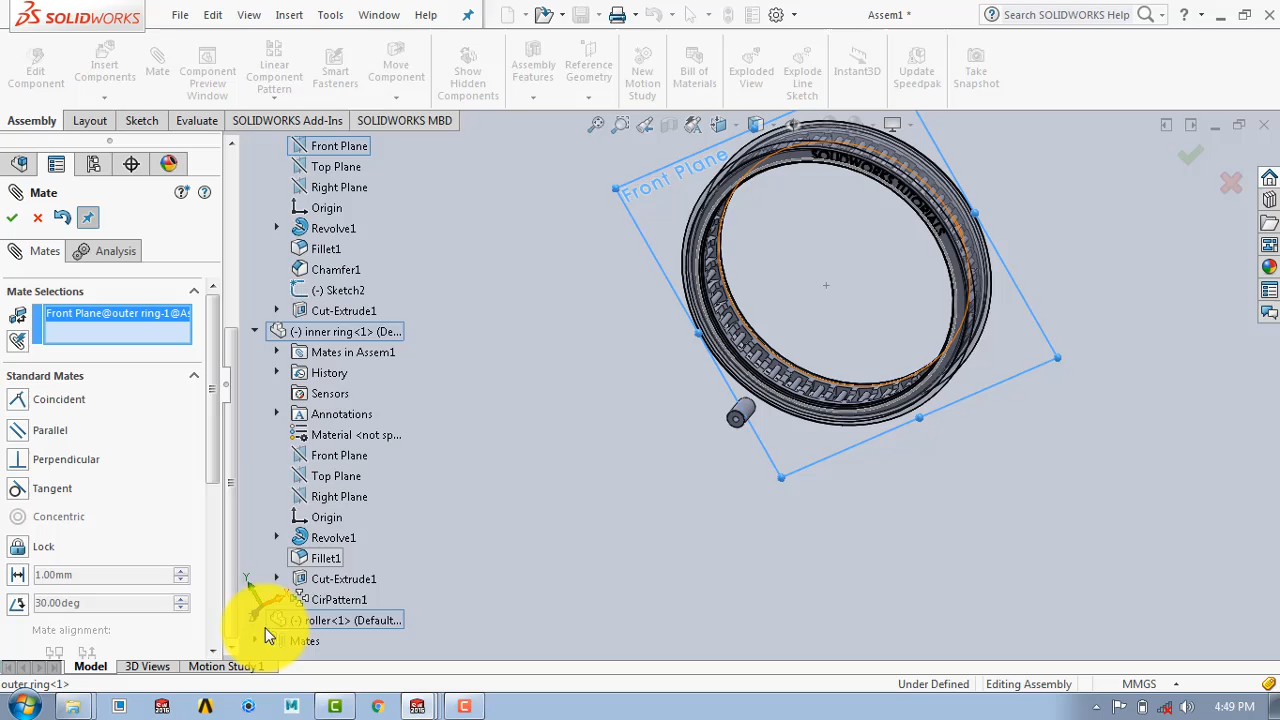 SOLIDWORKS
File Edit View Insert Tools Window Help
Assem1 *
Search SOLIDWORKS Help
?
Edit Component
Insert Components
Mate
Component Preview Window
Linear Component Pattern
Smart Fasteners
Move Component
Show Hidden Components
Assembly Features
Reference Geometry
New Motion Study
Bill of Materials
Exploded View
Explode Line Sketch
Instant3D
Update Speedpak
Take Snapshot
Assembly Layout Sketch Evaluate SOLIDWORKS Add-Ins SOLIDWORKS MBD
Mate
Mates Analysis
Mate Selections
Front Plane@outer ring-1@As
Standard Mates
Coincident
Parallel
Perpendicular
Tangent
Concentric
Lock
1.00mm
30.00deg
Mate alignment:
Front Plane
Top Plane
Right Plane
Origin
Revolve1
Fillet1
Chamfer1
(-) Sketch2
Cut-Extrude1
(-) inner ring<1> (De...
Mates in Assem1
History
Sensors
Annotations
Material <not sp...
Front Plane
Top Plane
Right Plane
Origin
Revolve1
Fillet1
Cut-Extrude1
CirPattern1
(-) roller<1> (Default...
Mates
Y
Front Plane
SOLIDWORKS TUTORIALS
Model 3D Views Motion Study 1
outer ring<1>
Under Defined Editing Assembly MMGS
4:49 PM